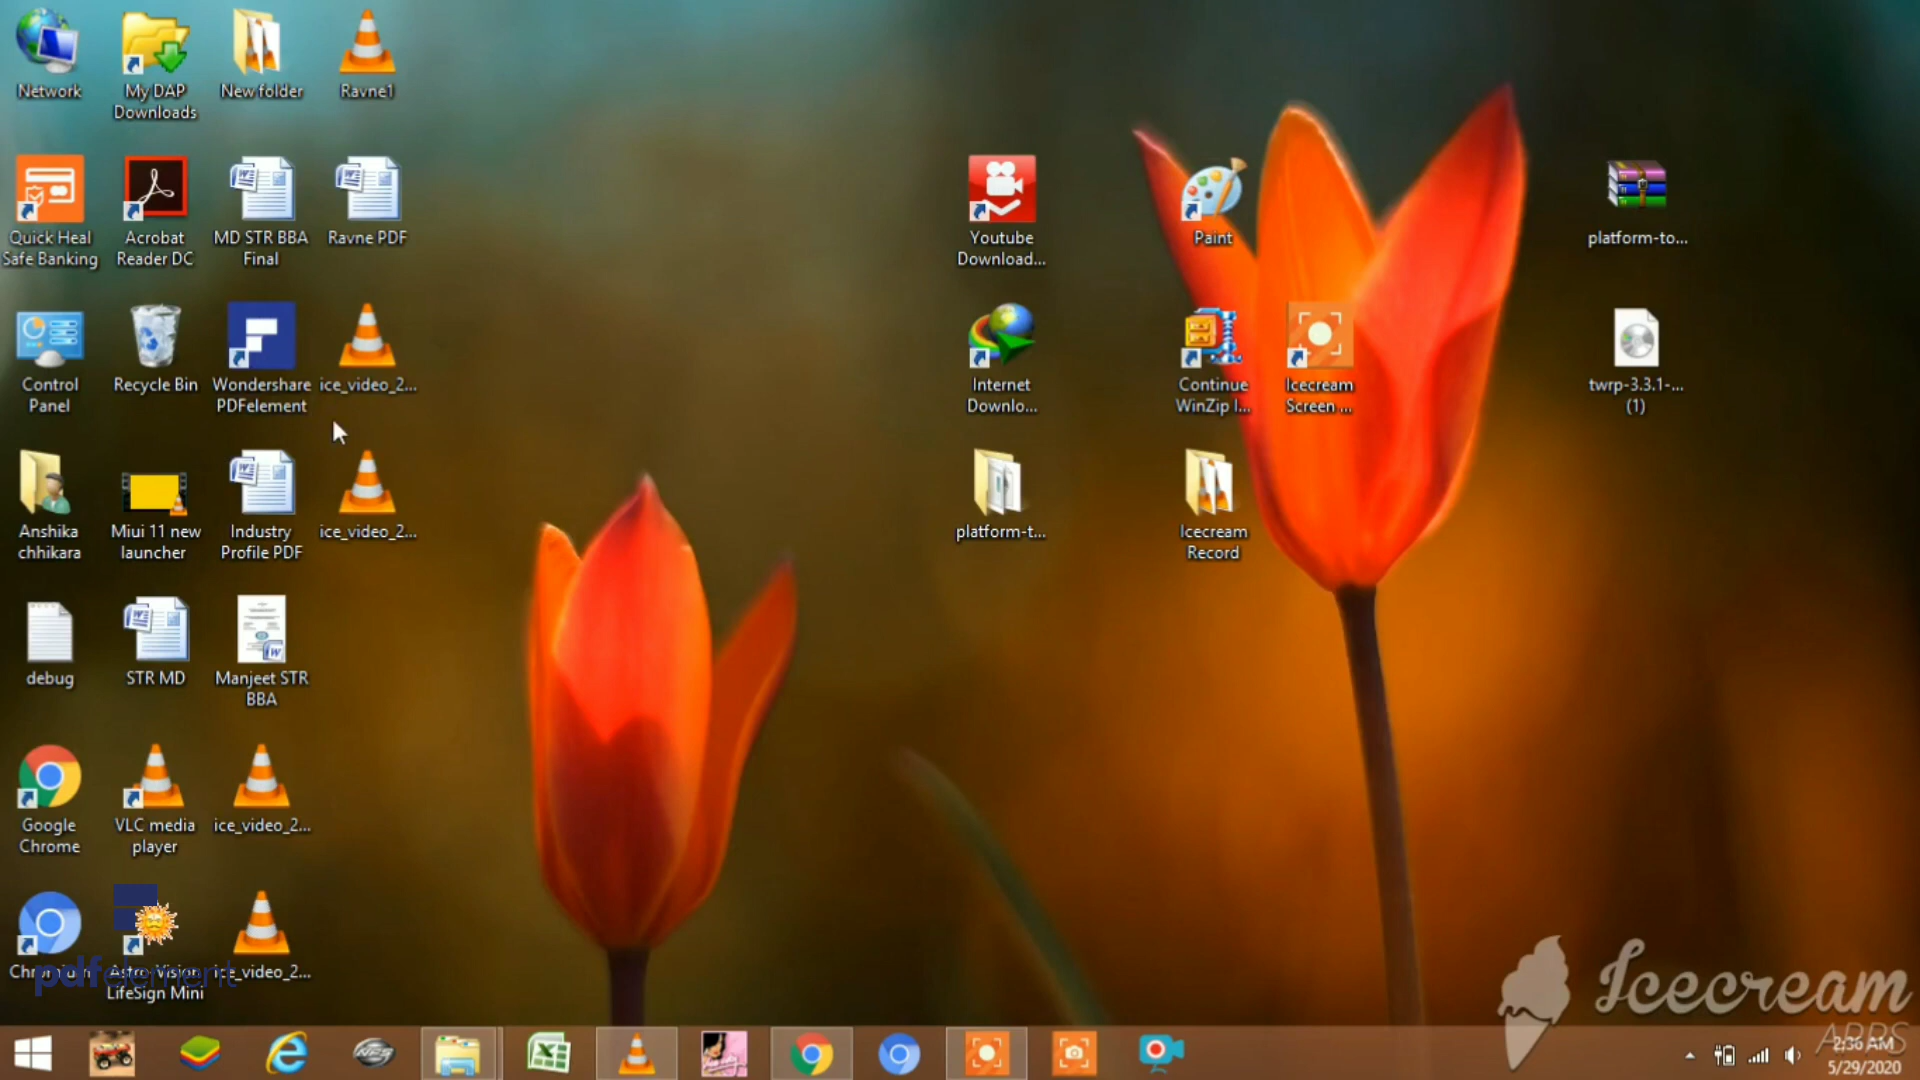 Network
My DAP
Downloads
New folder
Ravne1
Quick Heal
Safe Banking
Acrobat
Reader DC
MD STR BBA
Final
Ravne PDF
Youtube
Download...
Paint
platform-to...
Control
Panel
Recycle Bin
Wondershare
PDFelement
ice_video_2...
Internet
Downlo...
Continue
WinZip I...
Icecream
Screen ...
twrp-3.3.1-...
(1)
Anshika
chhikara
Miui 11 new
launcher
Industry
Profile PDF
ice_video_2...
platform-t...
Icecream
Record
debug
STR MD
Manjeet STR
BBA
Google
Chrome
VLC media
player
ice_video_2...
Chromium
Astro-Vision
LifeSign Mini
ice_video_2...
pdfelement
Icecream
APPS
NFS
2:36 AM
5/29/2020